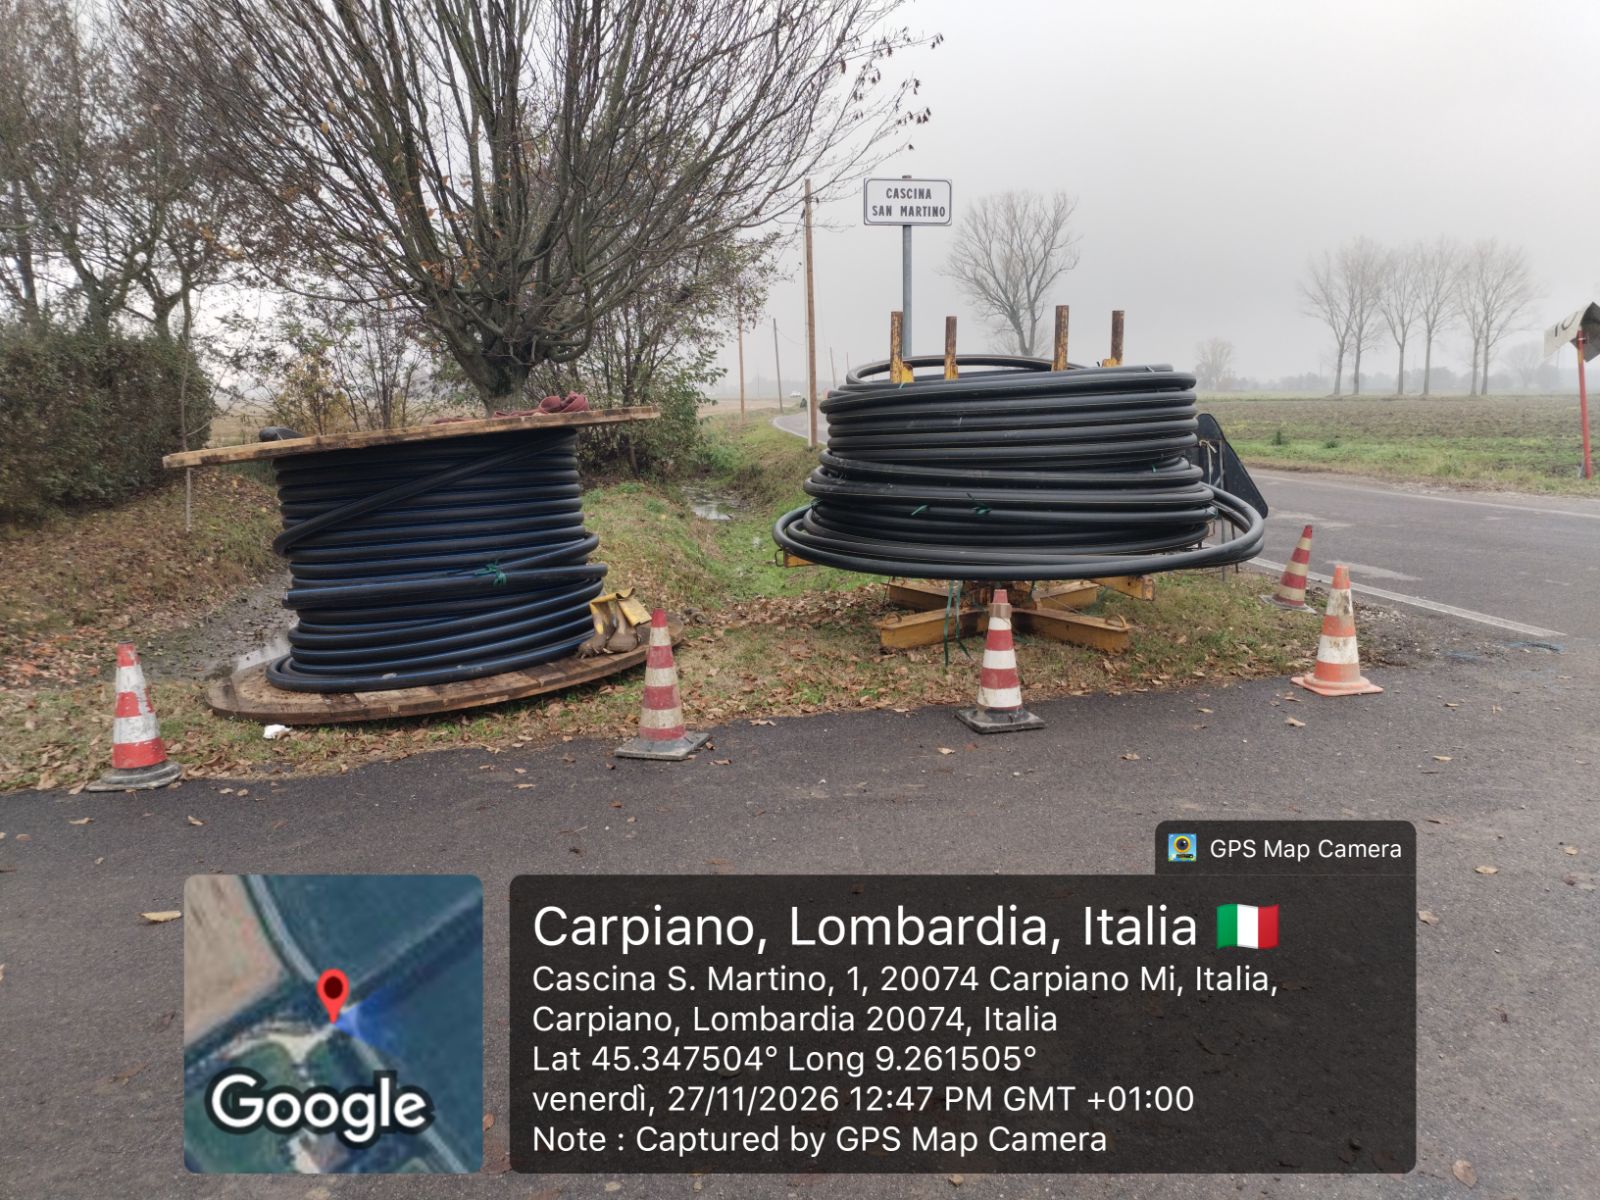 CASCINA
SAN MARTINO
GPS Map Camera
Carpiano, Lombardia, Italia 🇮🇹
Cascina S. Martino, 1, 20074 Carpiano Mi, Italia,
Carpiano, Lombardia 20074, Italia
Lat 45.347504° Long 9.261505°
venerdì, 27/11/2026 12:47 PM GMT +01:00
Note : Captured by GPS Map Camera
Google